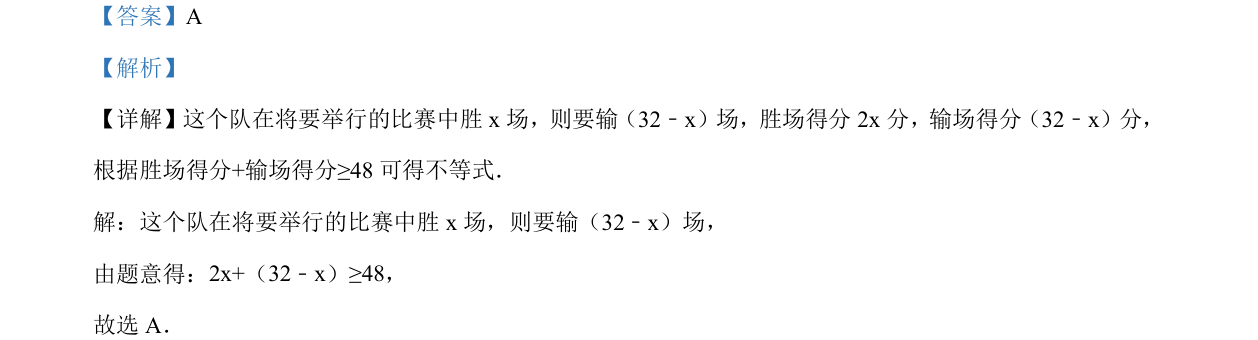 【答案】A
【解析】
【详解】这个队在将要举行的比赛中胜 x 场，则要输（32﹣x）场，胜场得分 2x 分，输场得分（32﹣x）分，
根据胜场得分+输场得分≥48 可得不等式．
解：这个队在将要举行的比赛中胜 x 场，则要输（32﹣x）场，
由题意得：2x+（32﹣x）≥48，
故选 A．